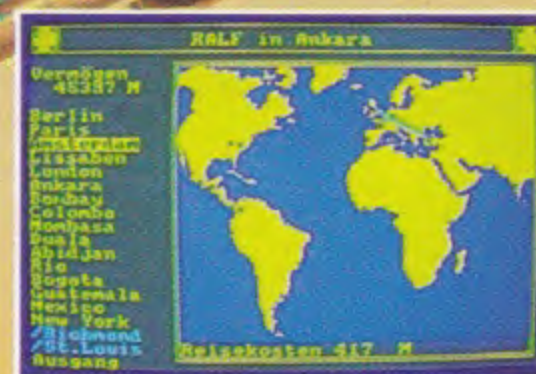 RALF in Ankara
Vermögen
45397 M
Berlin
Paris
Amsterdam
Lissabon
London
Ankara
Bombay
Colombo
Mombasa
Duala
Abidjan
Rio
Bogota
Guatemala
Mexico
New York
/Richmond
/St.Louis
Ausgang
Reisekosten 417 M